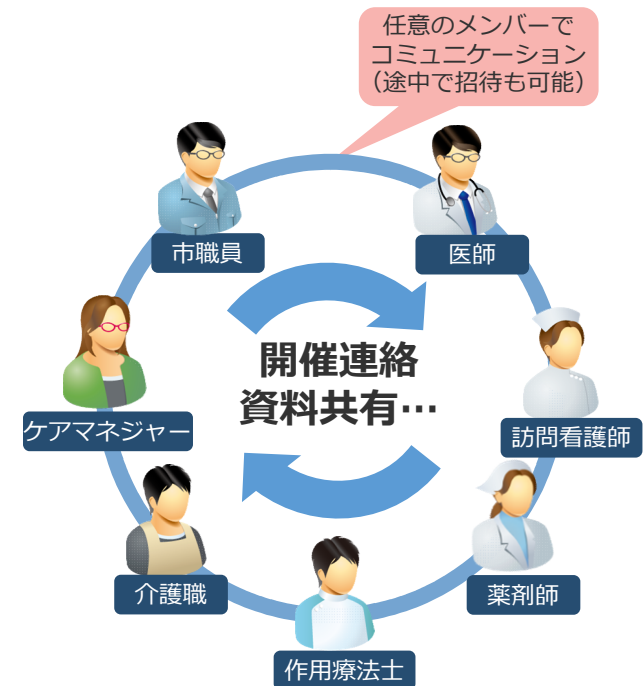 任意のメンバーで
コミュニケーション
（途中で招待も可能）
市職員
医師
開催連絡
資料共有…
ケアマネジャー
訪問看護師
介護職
薬剤師
作用療法士